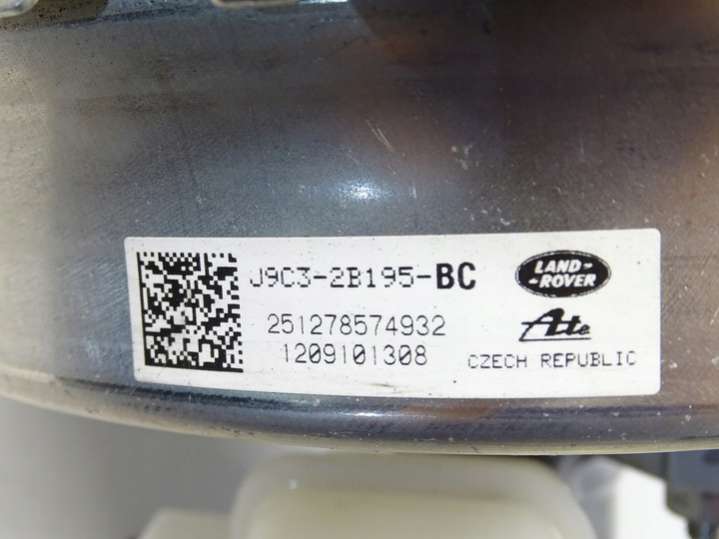 J9C3-2B195-BC
LAND-
-ROVER
251278574932
Ate
1209101308
CZECH REPUBLIC